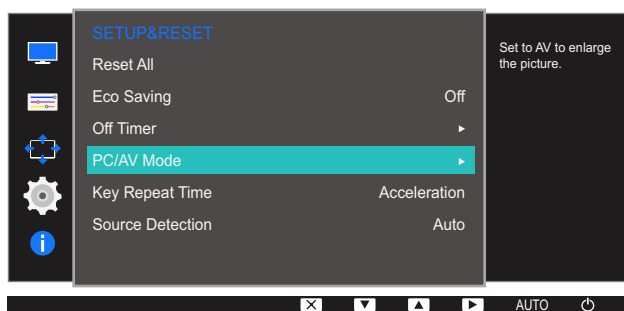 SETUP&RESET
Reset All
Eco Saving Off
Off Timer
PC/AV Mode
Key Repeat Time Acceleration
Source Detection Auto
Set to AV to enlarge
the picture.
AUTO